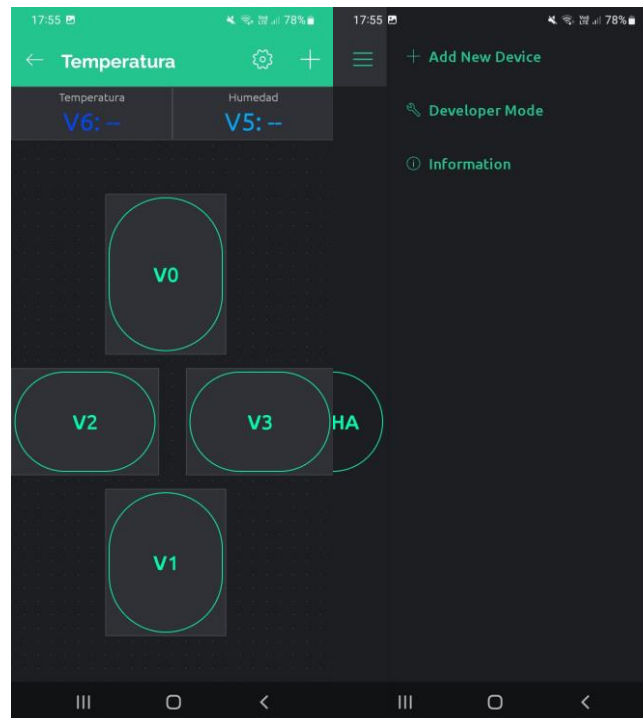 17:55
78%
Temperatura
Temperatura
V6: --
Humedad
V5: --
V0
V2
V3
V1
17:55
78%
Add New Device
Developer Mode
Information
HA